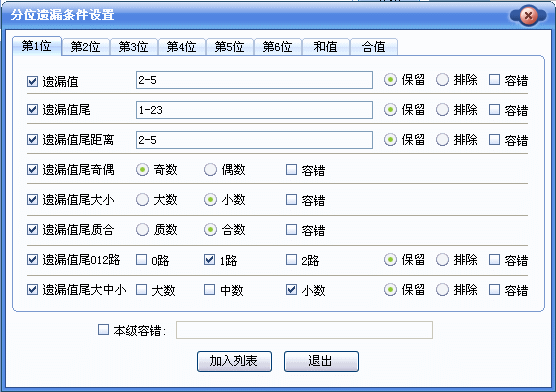 分位遗漏条件设置
第1位 第2位 第3位 第4位 第5位 第6位 和值 合值
遗漏值 2-5 保留 排除 容错
遗漏值尾 1-23 保留 排除 容错
遗漏值尾距离 2-5 保留 排除 容错
遗漏值尾奇偶 奇数 偶数 容错
遗漏值尾大小 大数 小数 容错
遗漏值尾质合 质数 合数 容错
遗漏值尾012路 0路 1路 2路 保留 排除 容错
遗漏值尾大中小 大数 中数 小数 保留 排除 容错
本级容错:
加入列表 退出